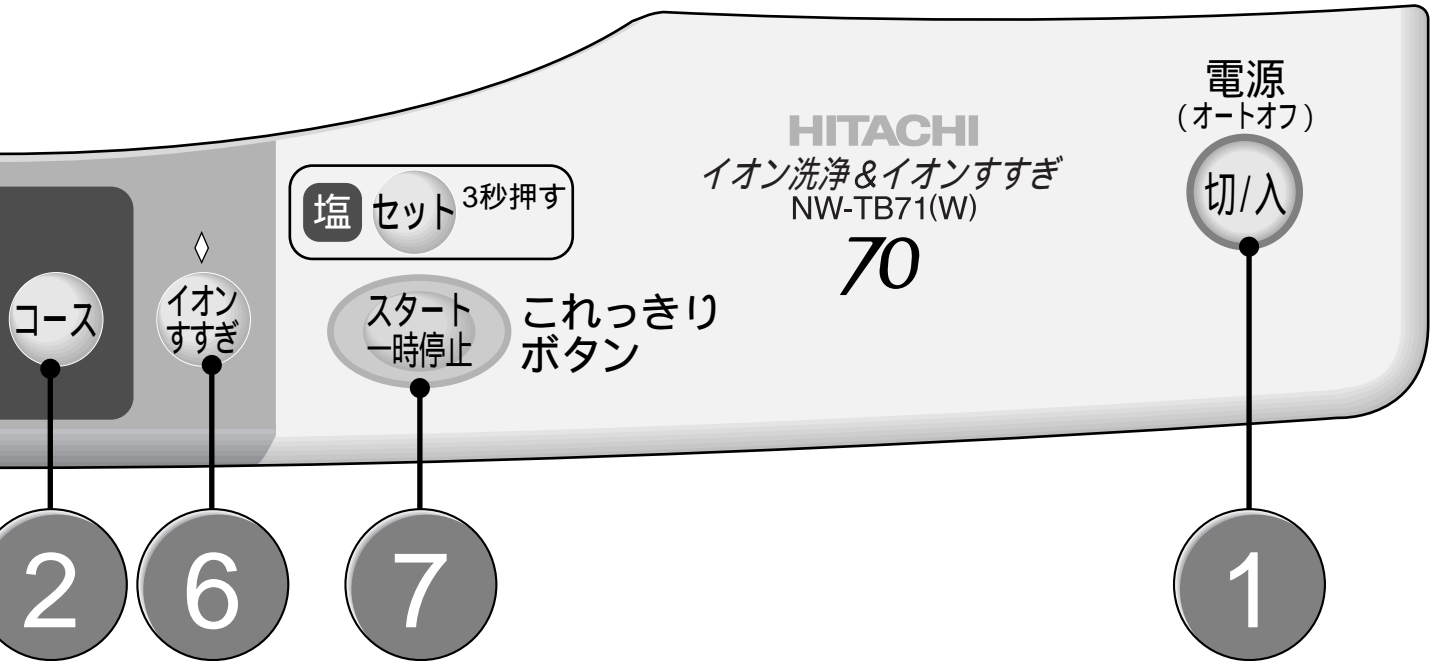 電源
(オートオフ)
切/入
HITACHI
イオン洗浄&イオンすすぎ
NW-TB71(W)
70
塩 セット 3秒押す
コース
イオン
すすぎ
スタート
一時停止
これっきり
ボタン
2 6 7 1